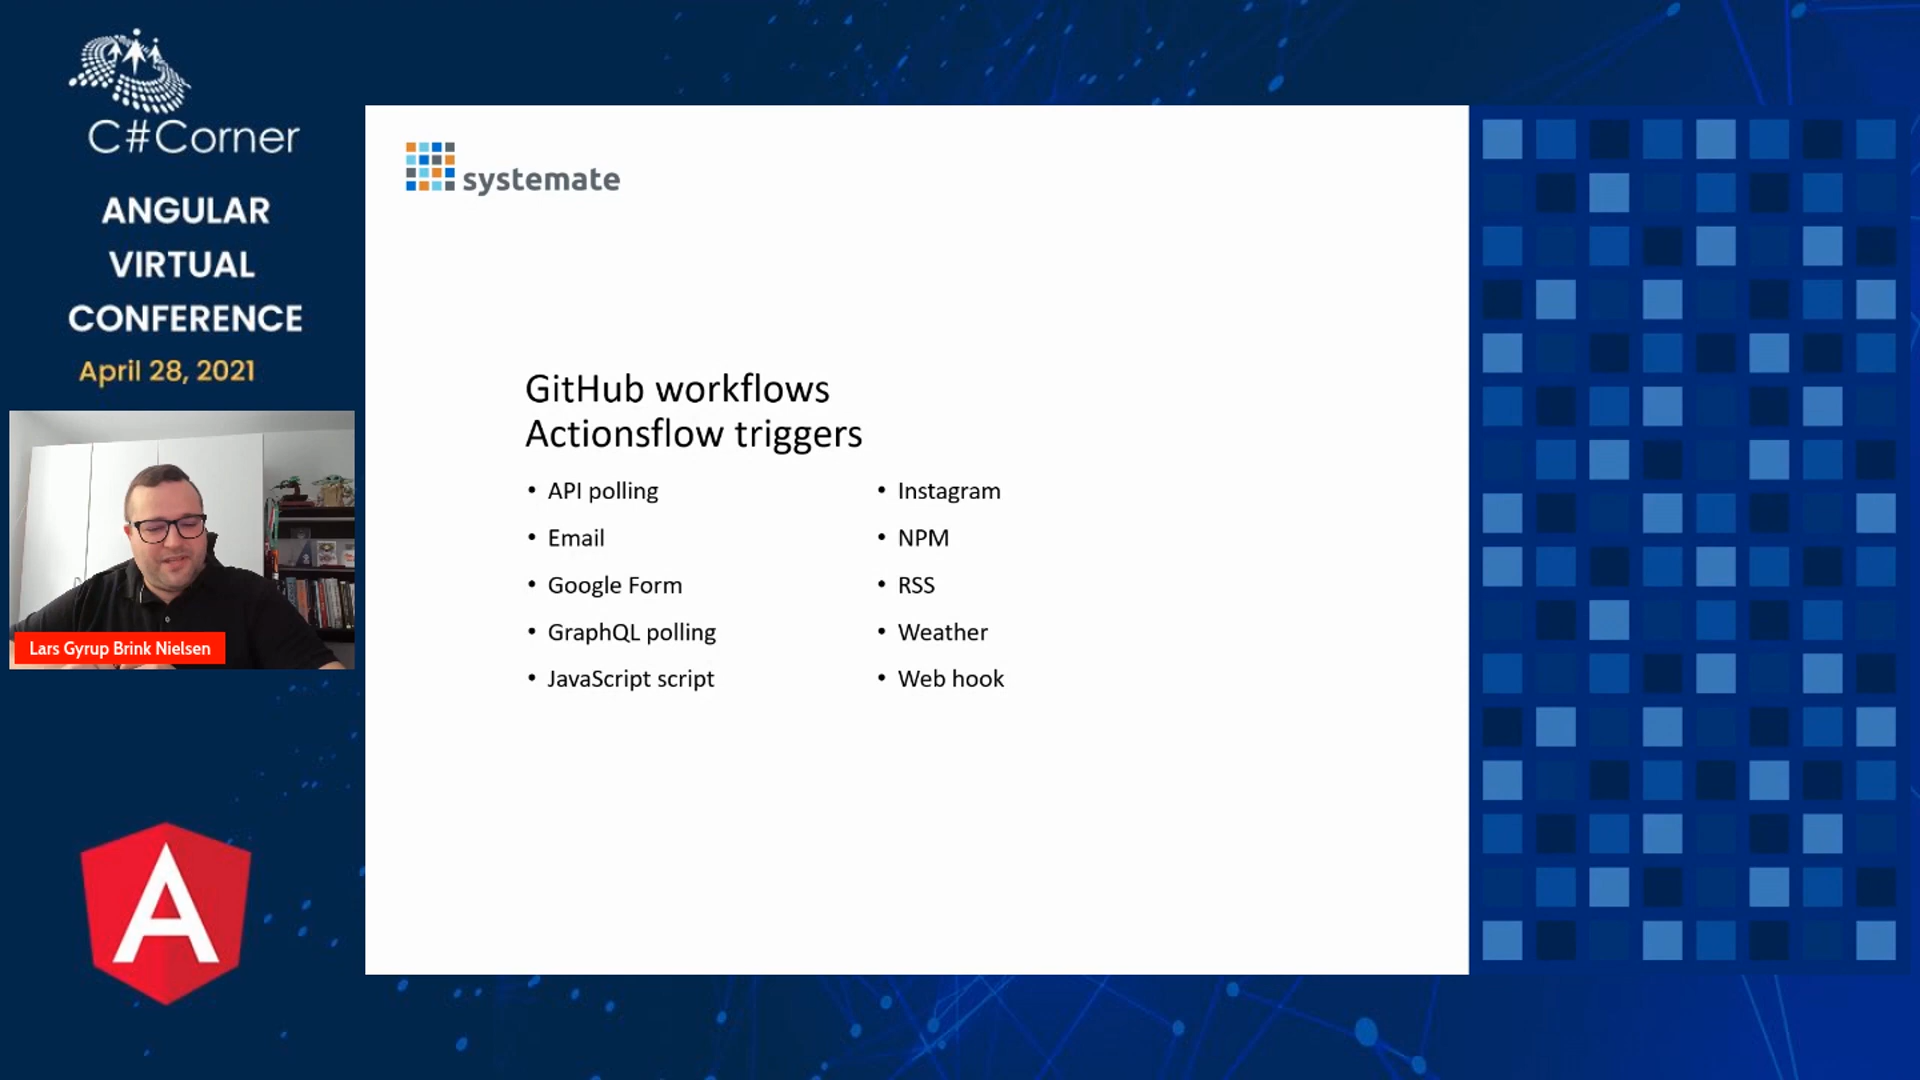 C#Corner
ANGULAR
VIRTUAL
CONFERENCE
April 28, 2021
Lars Gyrup Brink Nielsen
A
systemate
GitHub workflows
Actionsflow triggers
• API polling
• Email
• Google Form
• GraphQL polling
• JavaScript script
• Instagram
• NPM
• RSS
• Weather
• Web hook